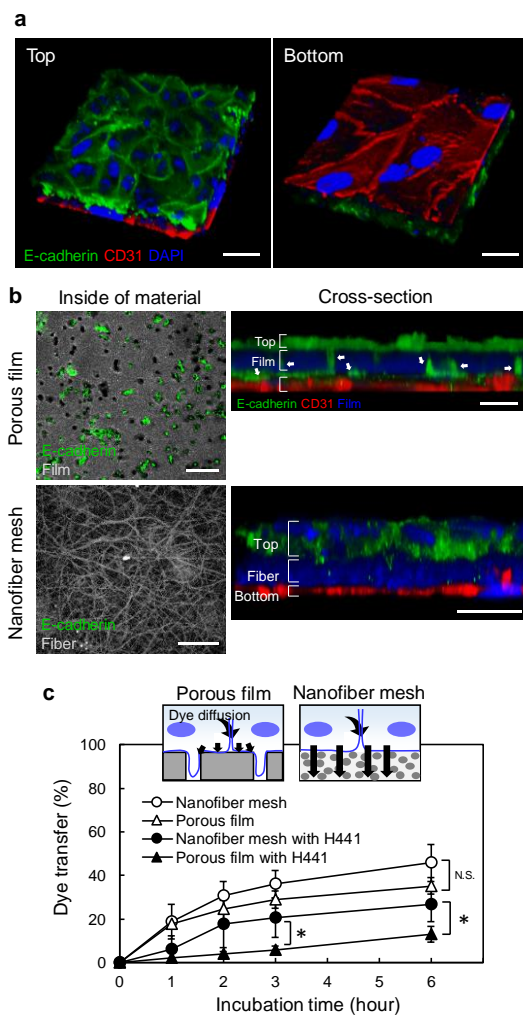 a
Top
Bottom
E-cadherin CD31 DAPI
b
Inside of material
Cross-section
Porous film
Top
Film
E-cadherin
Film
E-cadherin CD31 Film
Nanofiber mesh
Top
Fiber
Bottom
E-cadherin
Fiber
c
Porous film
Nanofiber mesh
Dye diffusion
100
80
60
40
20
0
Dye transfer (%)
Nanofiber mesh
Porous film
Nanofiber mesh with H441
Porous film with H441
N.S.
*
*
0
1
2
3
4
5
6
Incubation time (hour)